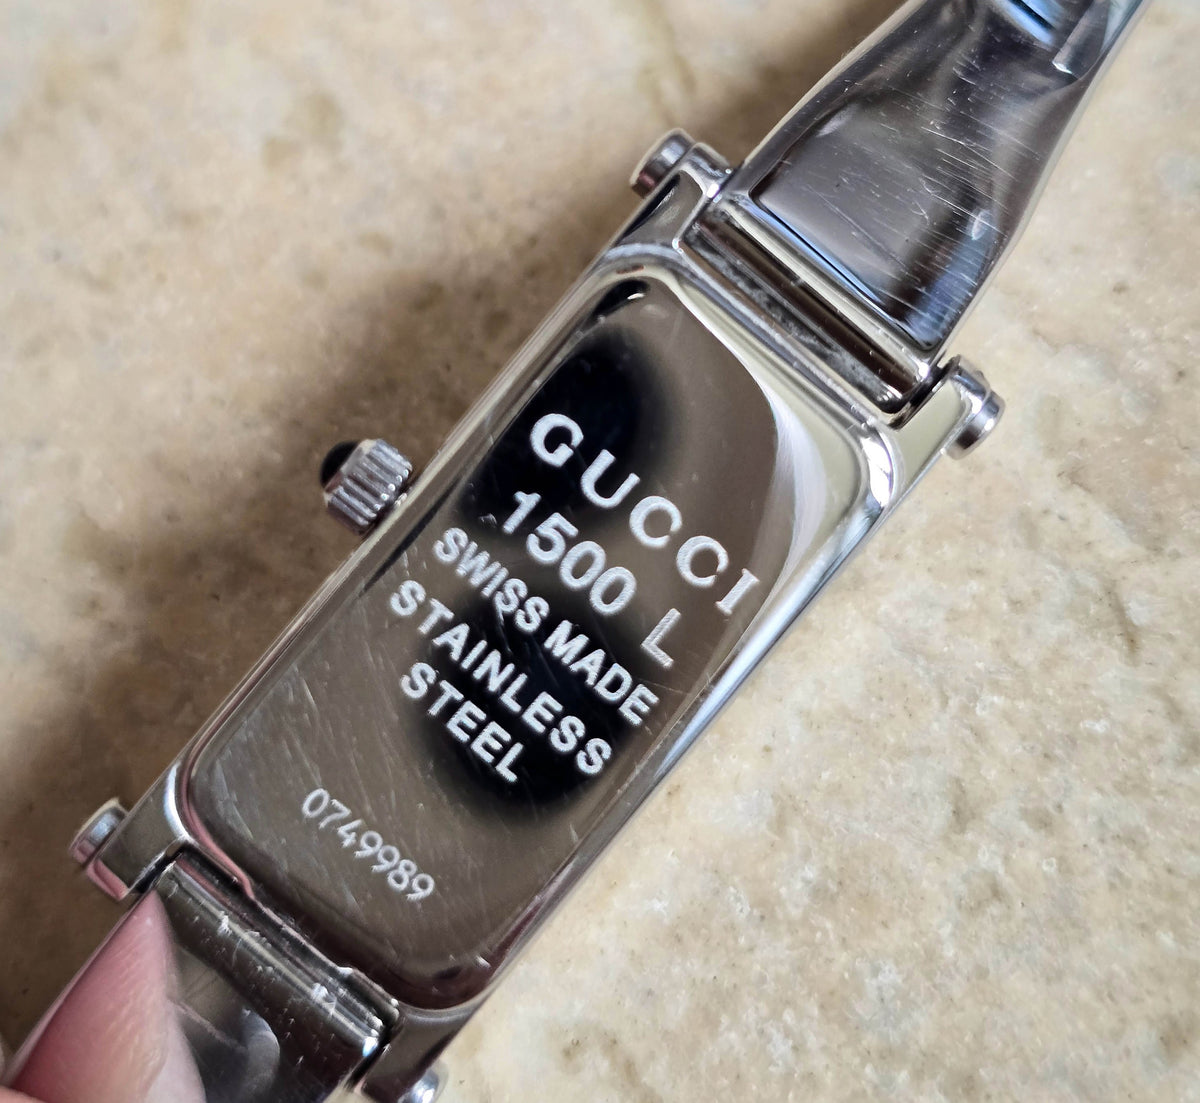 GUCCI
1500 L
SWISS MADE
STAINLESS
STEEL
0749989